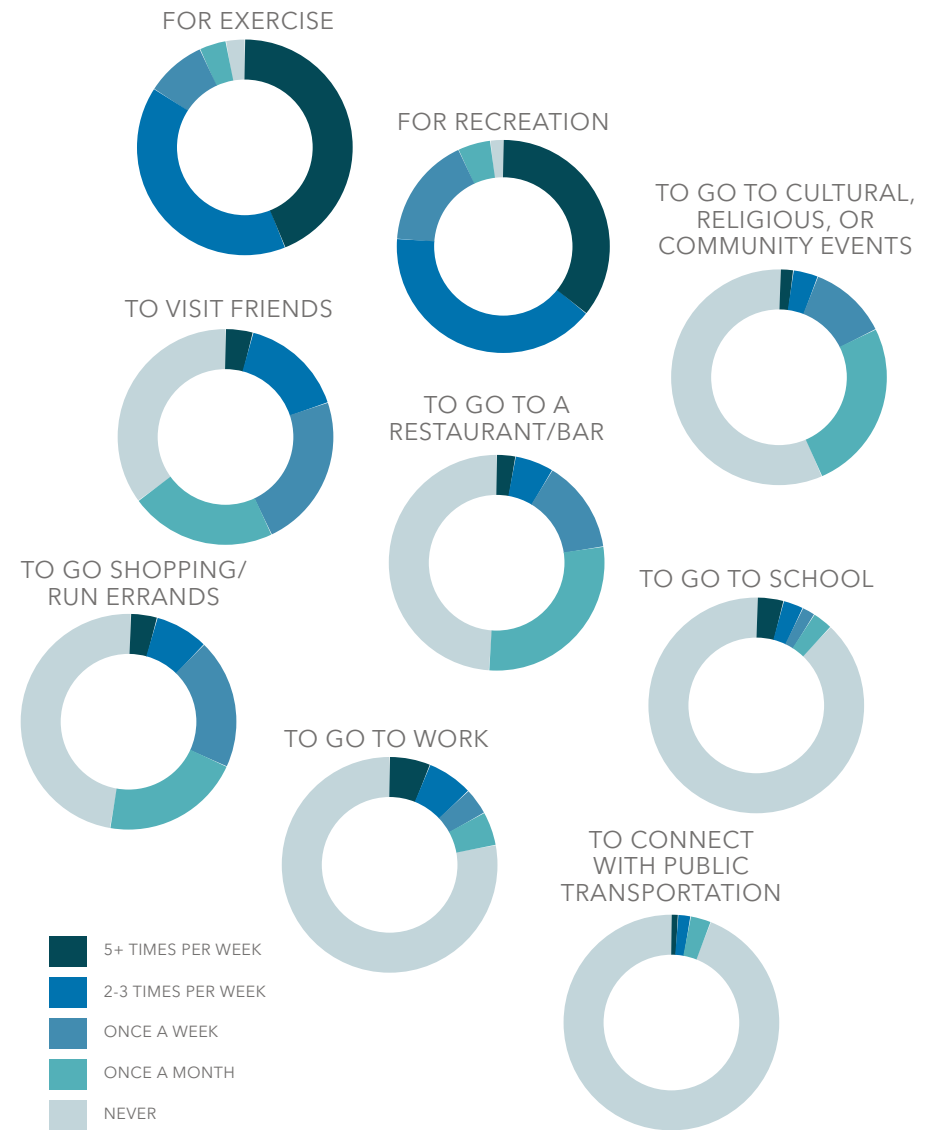 FOR EXERCISE
FOR RECREATION
TO GO TO CULTURAL,
RELIGIOUS, OR
COMMUNITY EVENTS
TO VISIT FRIENDS
TO GO TO A
RESTAURANT/BAR
TO GO SHOPPING/
RUN ERRANDS
TO GO TO SCHOOL
TO GO TO WORK
TO CONNECT
WITH PUBLIC
TRANSPORTATION
5+ TIMES PER WEEK
2-3 TIMES PER WEEK
ONCE A WEEK
ONCE A MONTH
NEVER